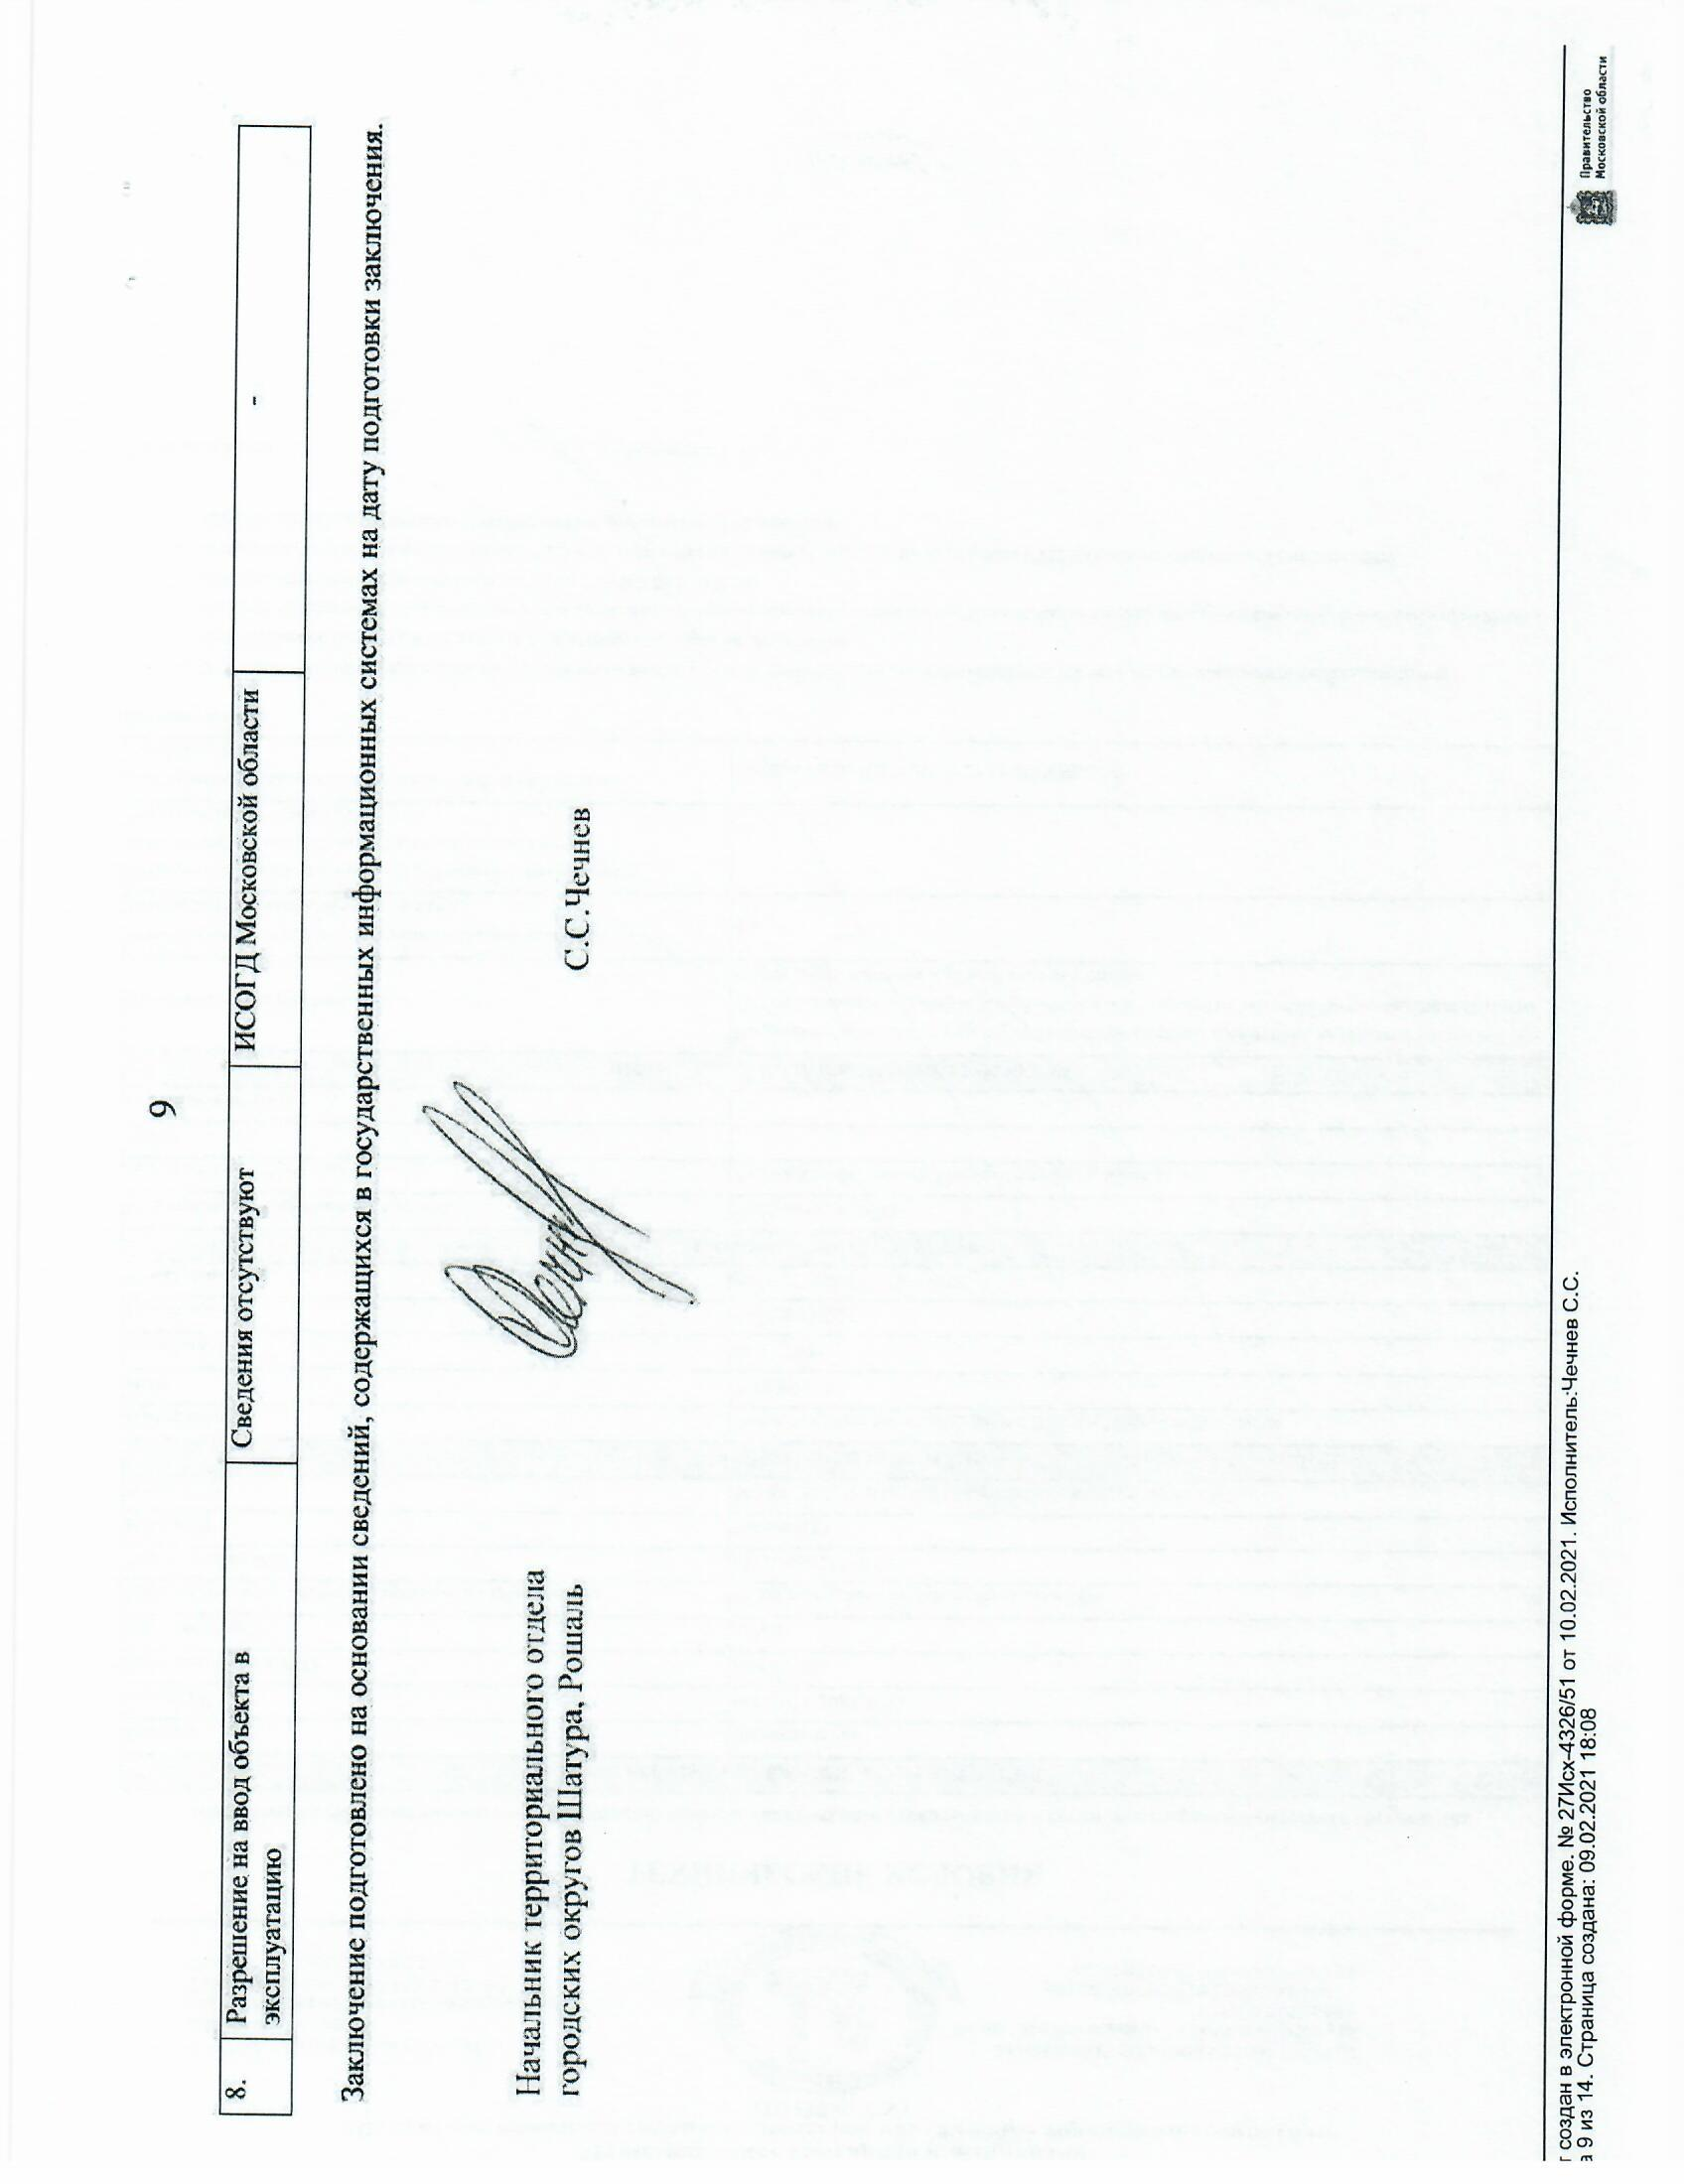 9
8.
Разрешение на ввод объекта в
эксплуатацию
Сведения отсутствуют
ИСОГД Московской области
-
Заключение подготовлено на основании сведений, содержащихся в государственных информационных системах на дату подготовки заключения.
Начальник территориального отдела
городских округов Шатура, Рошаль
С.С.Чечнев
создан в электронной форме. № 27Исх-4326/51 от 10.02.2021. Исполнитель:Чечнев С.С.
9 из 14. Страница создана: 09.02.2021 18:08
Правительство
Московской области